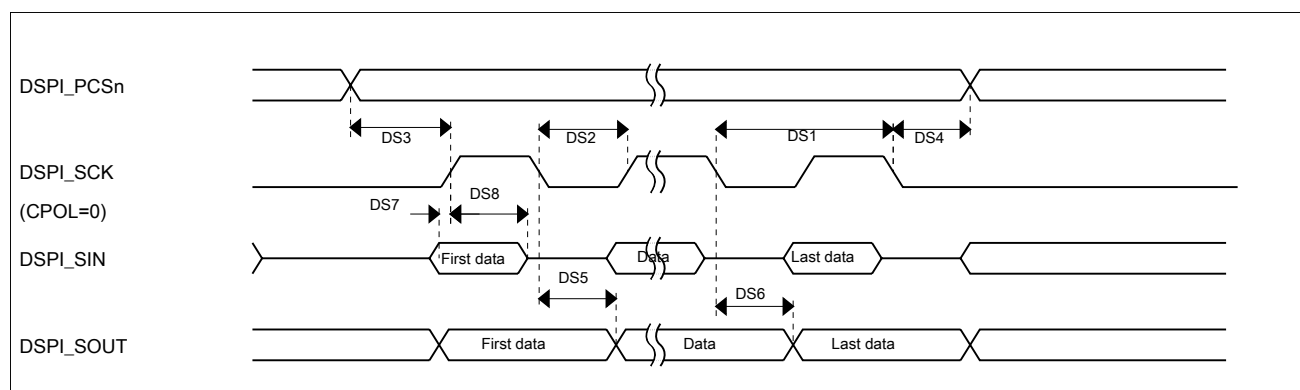 DSPI_PCSn
DS3
DS2
DS1
DS4
DSPI_SCK
(CPOL=0)
DS7
DS8
DSPI_SIN
First data
Data
Last data
DS5
DS6
DSPI_SOUT
First data
Data
Last data